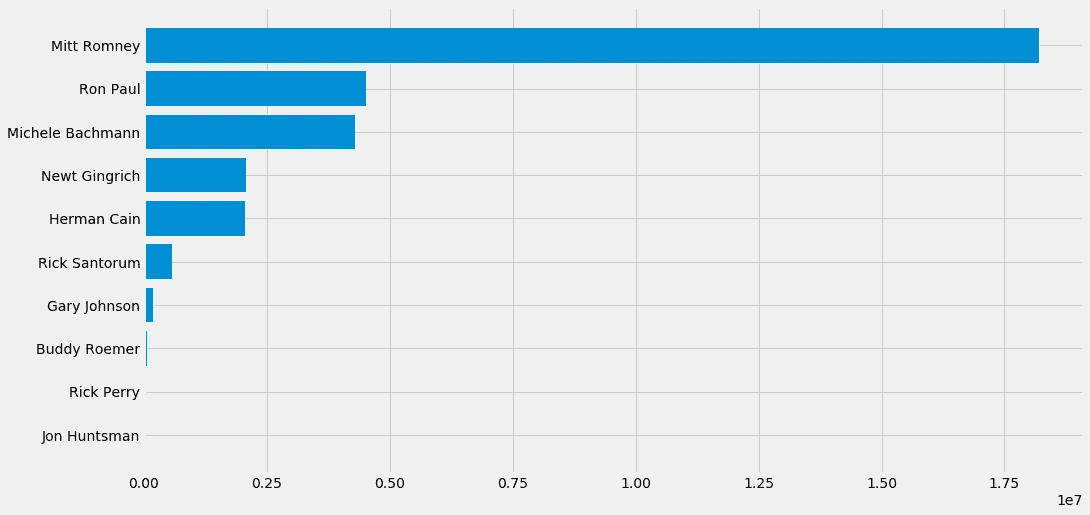 Mitt Romney
Ron Paul
Michele Bachmann
Newt Gingrich
Herman Cain
Rick Santorum
Gary Johnson
Buddy Roemer
Rick Perry
Jon Huntsman
0.00 0.25 0.50 0.75 1.00 1.25 1.50 1.75
1e7